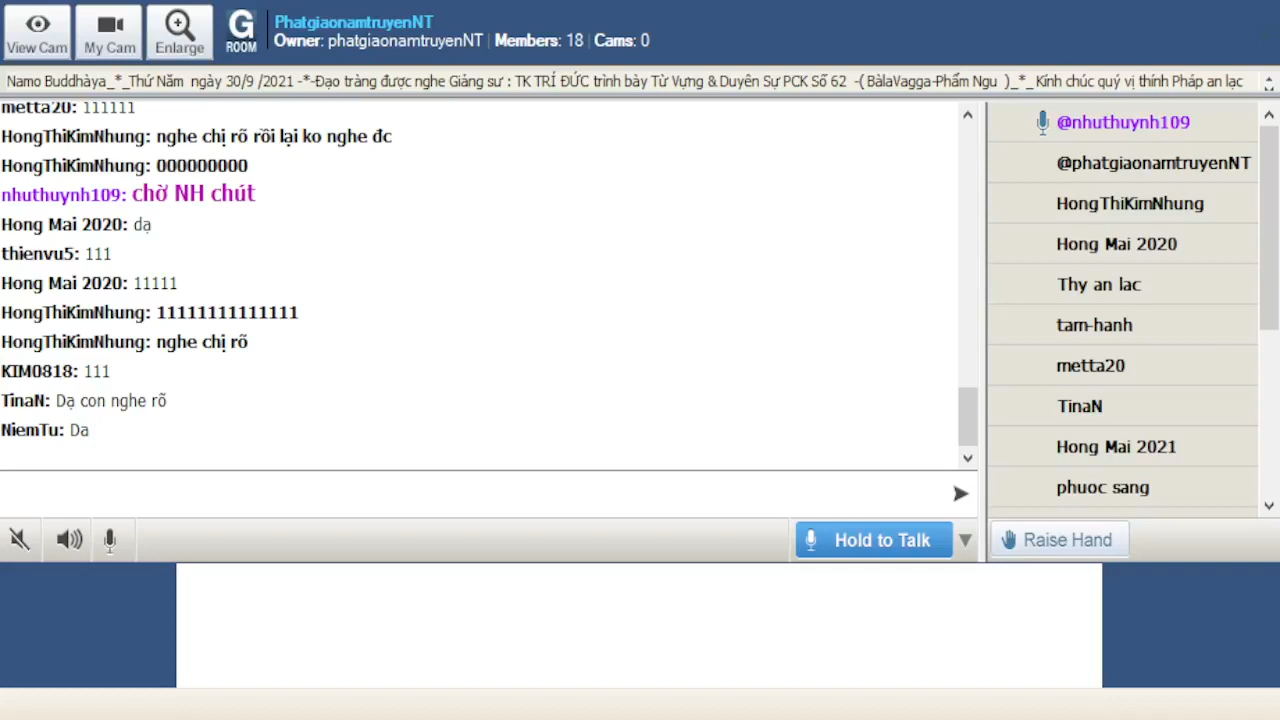 View Cam
My Cam
Enlarge
G
ROOM
PhatgiaonamtruyenNT
Owner: phatgiaonamtruyenNT | Members: 18 | Cams: 0
Namo Buddhàya_*_Thứ Năm ngày 30/9 /2021 -*-Đạo tràng được nghe Giảng sư : TK TRÍ ĐỨC trình bày Từ Vựng & Duyên Sự PCK Số 62 -( BàlaVagga-Phẩm Ngu )_*_ Kính chúc quý vị thính Pháp an lạc
metta20: 111111
HongThiKimNhung: nghe chị rõ rồi lại ko nghe đc
HongThiKimNhung: 000000000
nhuthuynh109: chờ NH chút
Hong Mai 2020: dạ
thienvu5: 111
Hong Mai 2020: 11111
HongThiKimNhung: 11111111111111
HongThiKimNhung: nghe chị rõ
KIM0818: 111
TinaN: Dạ con nghe rõ
NiemTu: Da
@nhuthuynh109
@phatgiaonamtruyenNT
HongThiKimNhung
Hong Mai 2020
Thy an lac
tam-hanh
metta20
TinaN
Hong Mai 2021
phuoc sang
Hold to Talk
Raise Hand